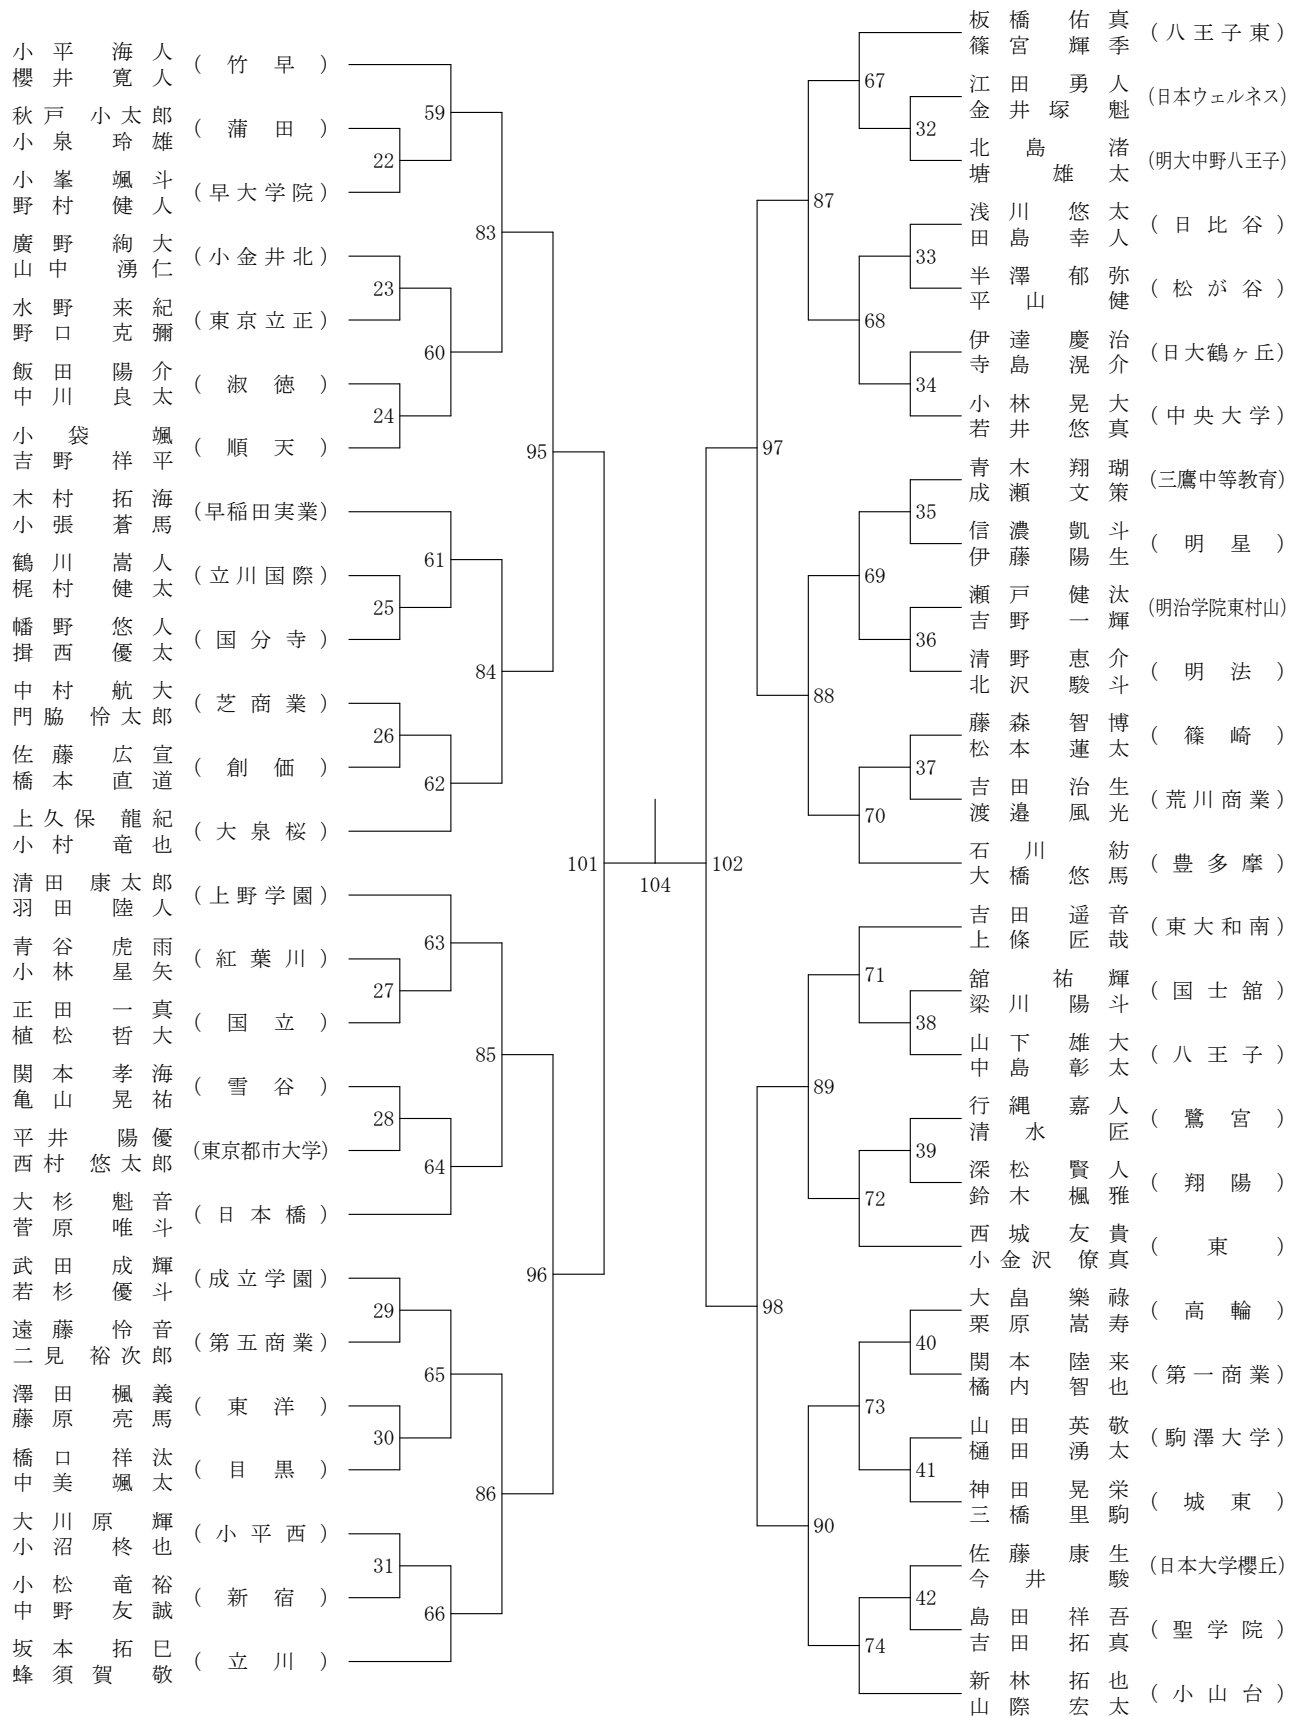 小平 海人
櫻井 寛人
(竹早)
秋戸 小太郎
小泉 玲雄
(蒲田)
小峯 颯斗
野村 健人
(早大学院)
廣野 絢大
山中 湧仁
(小金井北)
水野 来紀
野口 克彌
(東京立正)
飯田 陽介
中川 良太
(淑徳)
小袋 颯
吉野 祥平
(順天)
木村 拓海
小張 蒼馬
(早稲田実業)
鶴川 嵩人
梶村 健太
(立川国際)
幡野 悠人
揖西 優太
(国分寺)
中村 航大
門脇 怜太郎
(芝商業)
佐藤 広宣
橋本 直道
(創価)
上久保 龍紀
小村 竜也
(大泉桜)
清田 康太郎
羽田 陸人
(上野学園)
青谷 虎雨
小林 星矢
(紅葉川)
正田 一真
植松 哲大
(国立)
関本 孝海
亀山 晃祐
(雪谷)
平井 陽優
西村 悠太郎
(東京都市大学)
大杉 魁音
菅原 唯斗
(日本橋)
武田 成輝
若杉 優斗
(成立学園)
遠藤 怜音
二見 裕次郎
(第五商業)
澤田 楓義
藤原 亮馬
(東洋)
橋口 祥汰
中美 颯太
(目黒)
大川原 輝
小沼 柊也
(小平西)
小松 竜裕
中野 友誠
(新宿)
坂本 拓巳
蜂須賀 敬
(立川)
22
23
24
25
26
27
28
29
30
31
59
60
61
62
63
64
65
66
83
84
85
86
95
96
101
104
102
97
98
87
88
89
90
67
68
69
70
71
72
73
74
32
33
34
35
36
37
38
39
40
41
42
板橋 佑真
篠宮 輝季
(八王子東)
江田 勇人
金井塚 魁
(日本ウェルネス)
北島 渚
塘 雄太
(明大中野八王子)
浅川 悠太
田島 幸人
(日比谷)
半澤 郁弥
平山 健
(松が谷)
伊達 慶治
寺島 滉介
(日大鶴ヶ丘)
小林 晃大
若井 悠真
(中央大学)
青木 翔瑚
成瀬 文策
(三鷹中等教育)
信濃 凱斗
伊藤 陽生
(明星)
瀬戸 健汰
吉野 一輝
(明治学院東村山)
清野 恵介
北沢 駿斗
(明法)
藤森 智博
松本 蓮太
(篠崎)
吉田 治生
渡邉 風光
(荒川商業)
石川 紡
大橋 悠馬
(豊多摩)
吉田 遥音
上條 匠哉
(東大和南)
舘 祐輝
梁川 陽斗
(国士舘)
山下 雄大
中島 彰太
(八王子)
行縄 嘉人
清水 匠
(鷺宮)
深松 賢人
鈴木 楓雅
(翔陽)
西城 友貴
小金沢 僚真
(東)
大畠 樂祿
栗原 嵩寿
(高輪)
関本 陸来
橘内 智也
(第一商業)
山田 英敬
樋田 湧太
(駒澤大学)
神田 晃栄
三橋 里駒
(城東)
佐藤 康生
今井 駿
(日本大学櫻丘)
島田 祥吾
吉田 拓真
(聖学院)
新林 拓也
山際 宏太
(小山台)